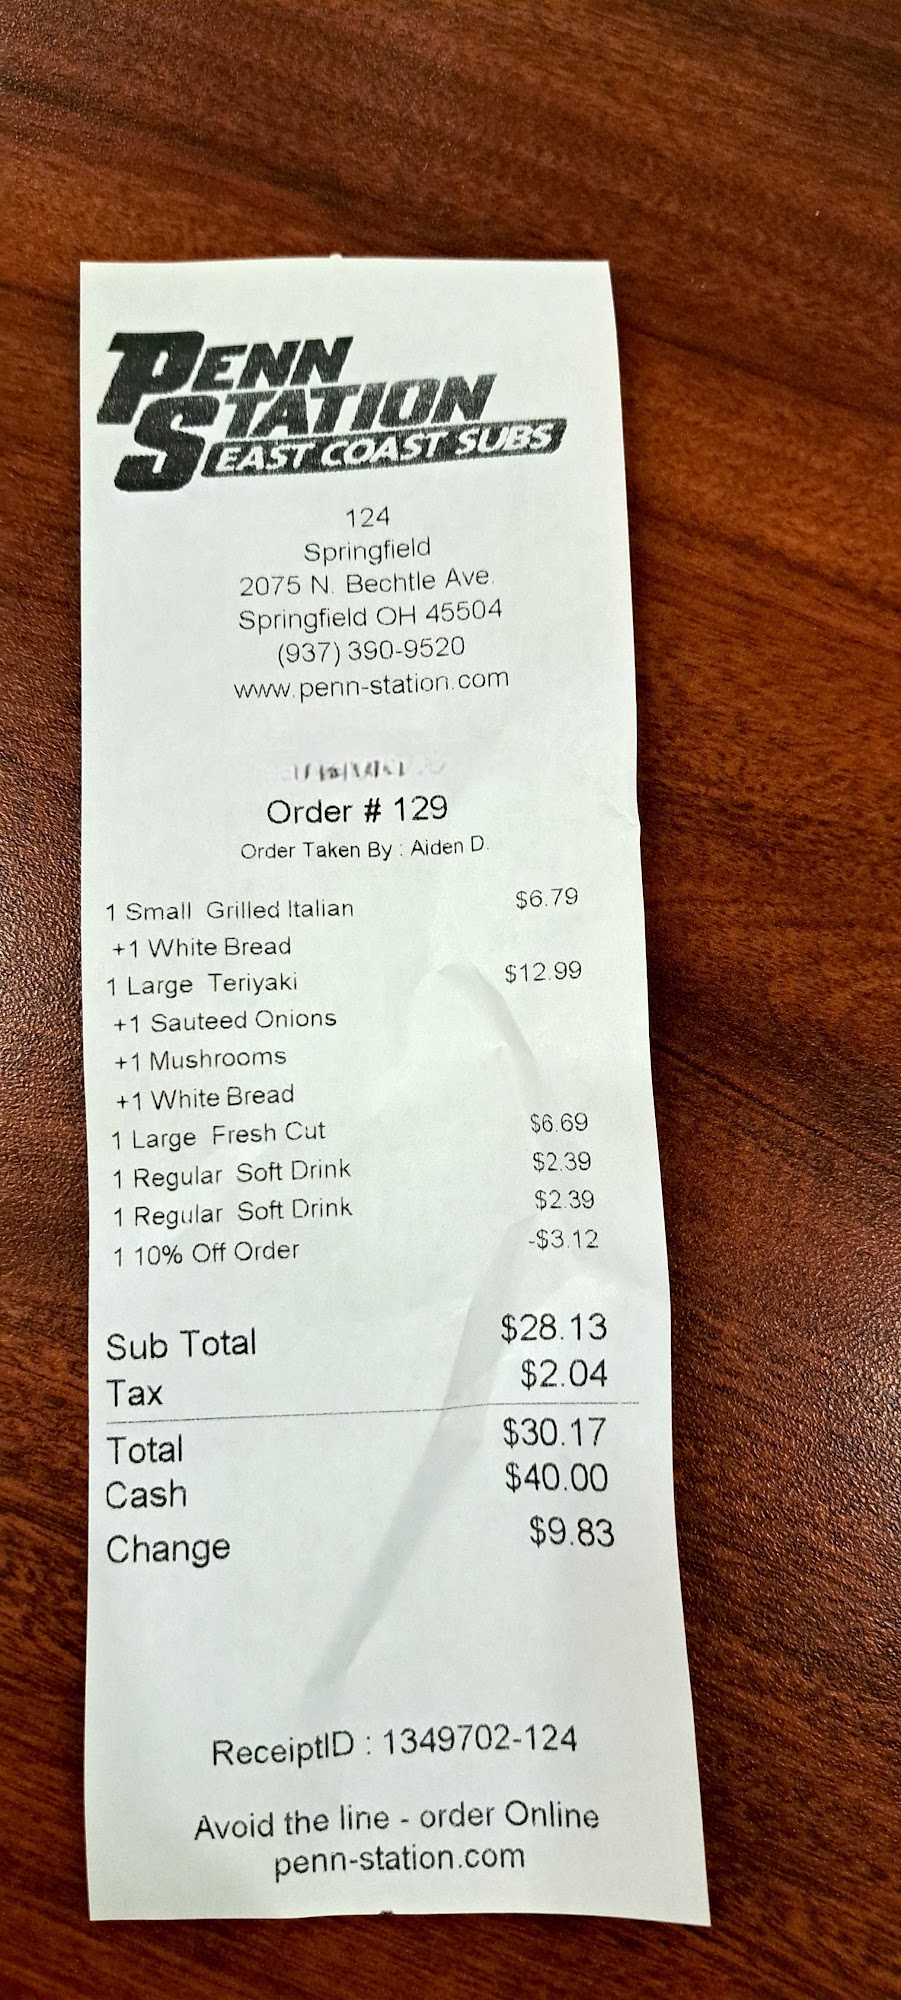 PENN
STATION
EAST COAST SUBS
124
Springfield
2075 N. Bechtle Ave.
Springfield OH 45504
(937) 390-9520
www.penn-station.com
Order # 129
Order Taken By : Aiden D.
1 Small Grilled Italian $6.79
+1 White Bread
1 Large Teriyaki $12.99
+1 Sauteed Onions
+1 Mushrooms
+1 White Bread
1 Large Fresh Cut $6.69
1 Regular Soft Drink $2.39
1 Regular Soft Drink $2.39
1 10% Off Order -$3.12
Sub Total $28.13
Tax $2.04
Total $30.17
Cash $40.00
Change $9.83
ReceiptID : 1349702-124
Avoid the line - order Online
penn-station.com